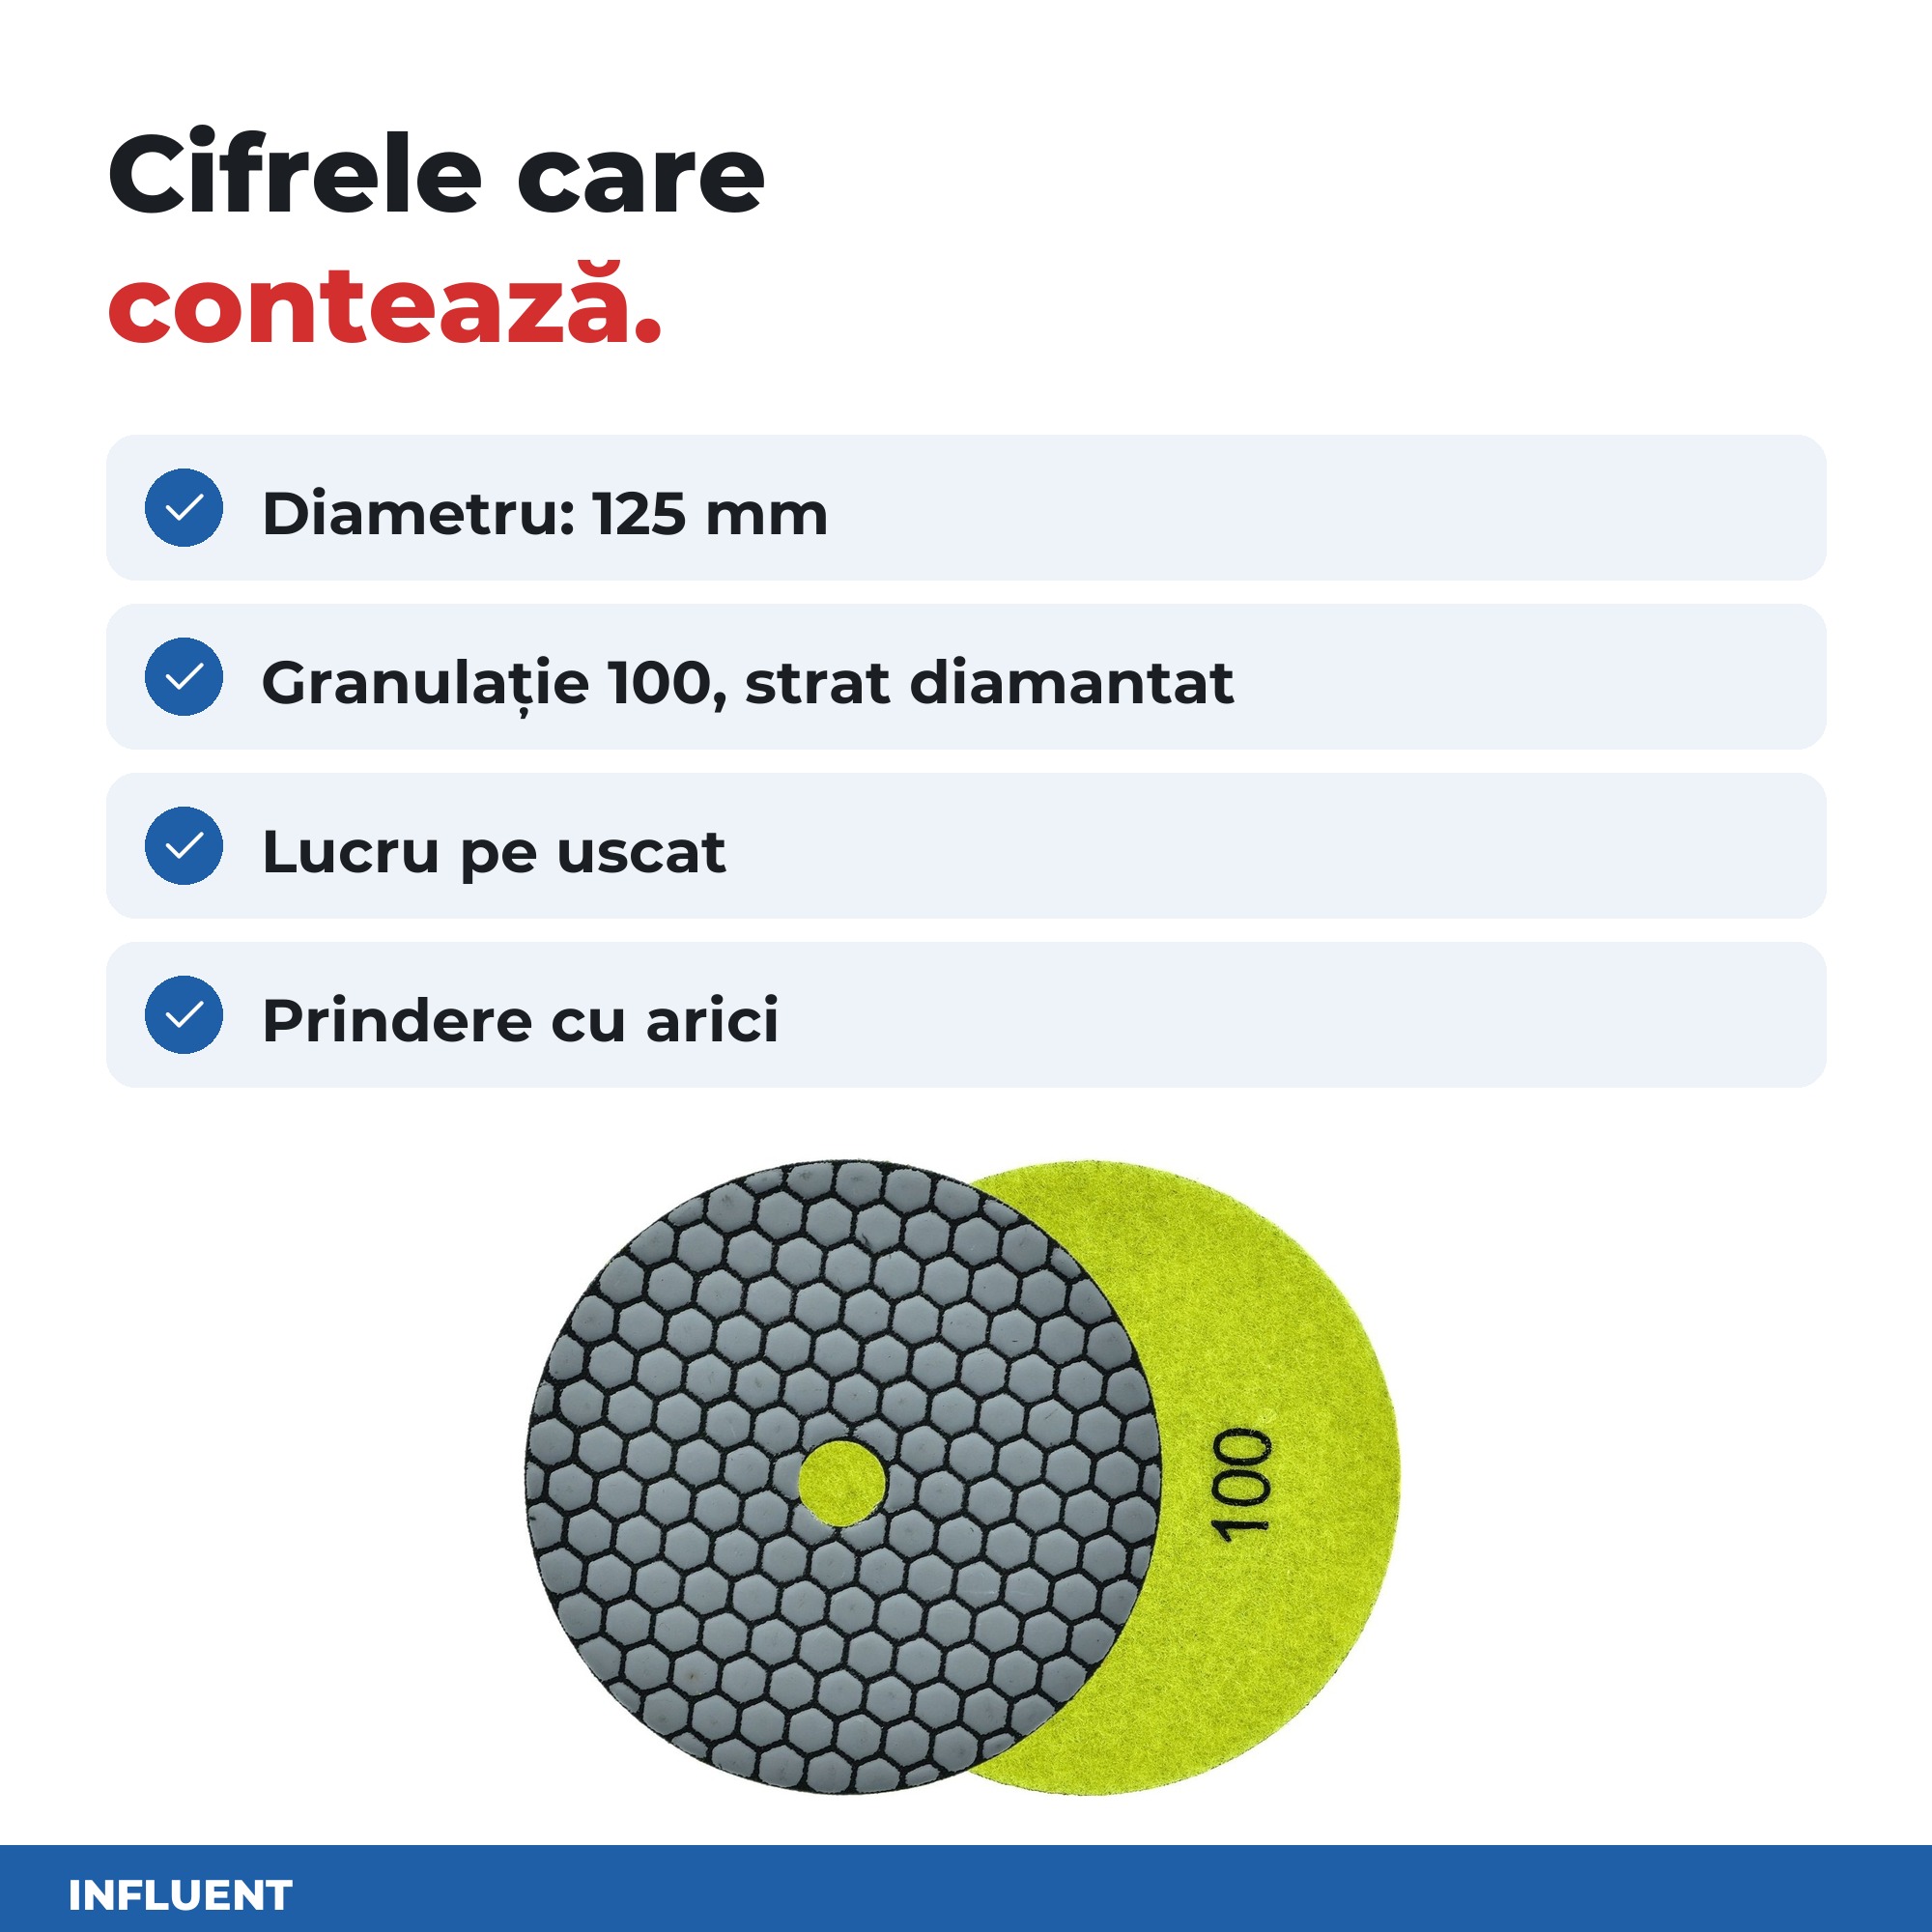 Cifrele care
contează.
Diametru: 125 mm
Granulație 100, strat diamantat
Lucru pe uscat
Prindere cu arici
100
INFLUENT